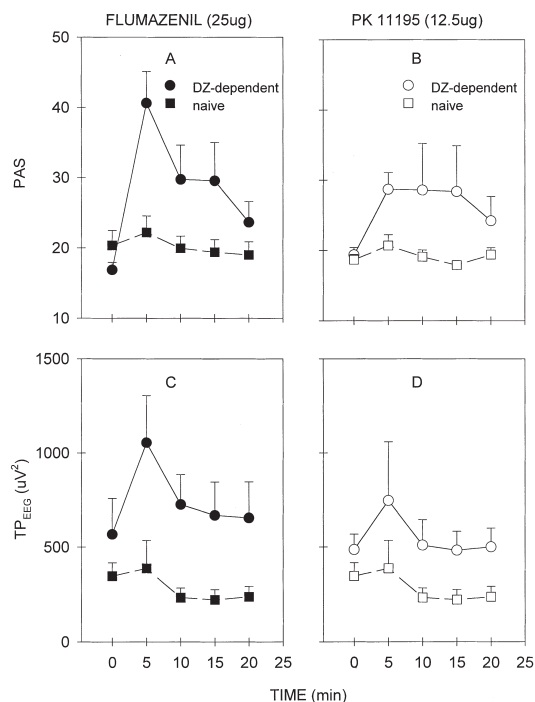 FLUMAZENIL (25ug)
PK 11195 (12.5ug)
50
40
30
20
10
PAS
A
DZ-dependent
naive
B
DZ-dependent
naive
1500
1000
500
0
TP_EEG (uV²)
C
D
0 5 10 15 20 25
0 5 10 15 20 25
TIME (min)